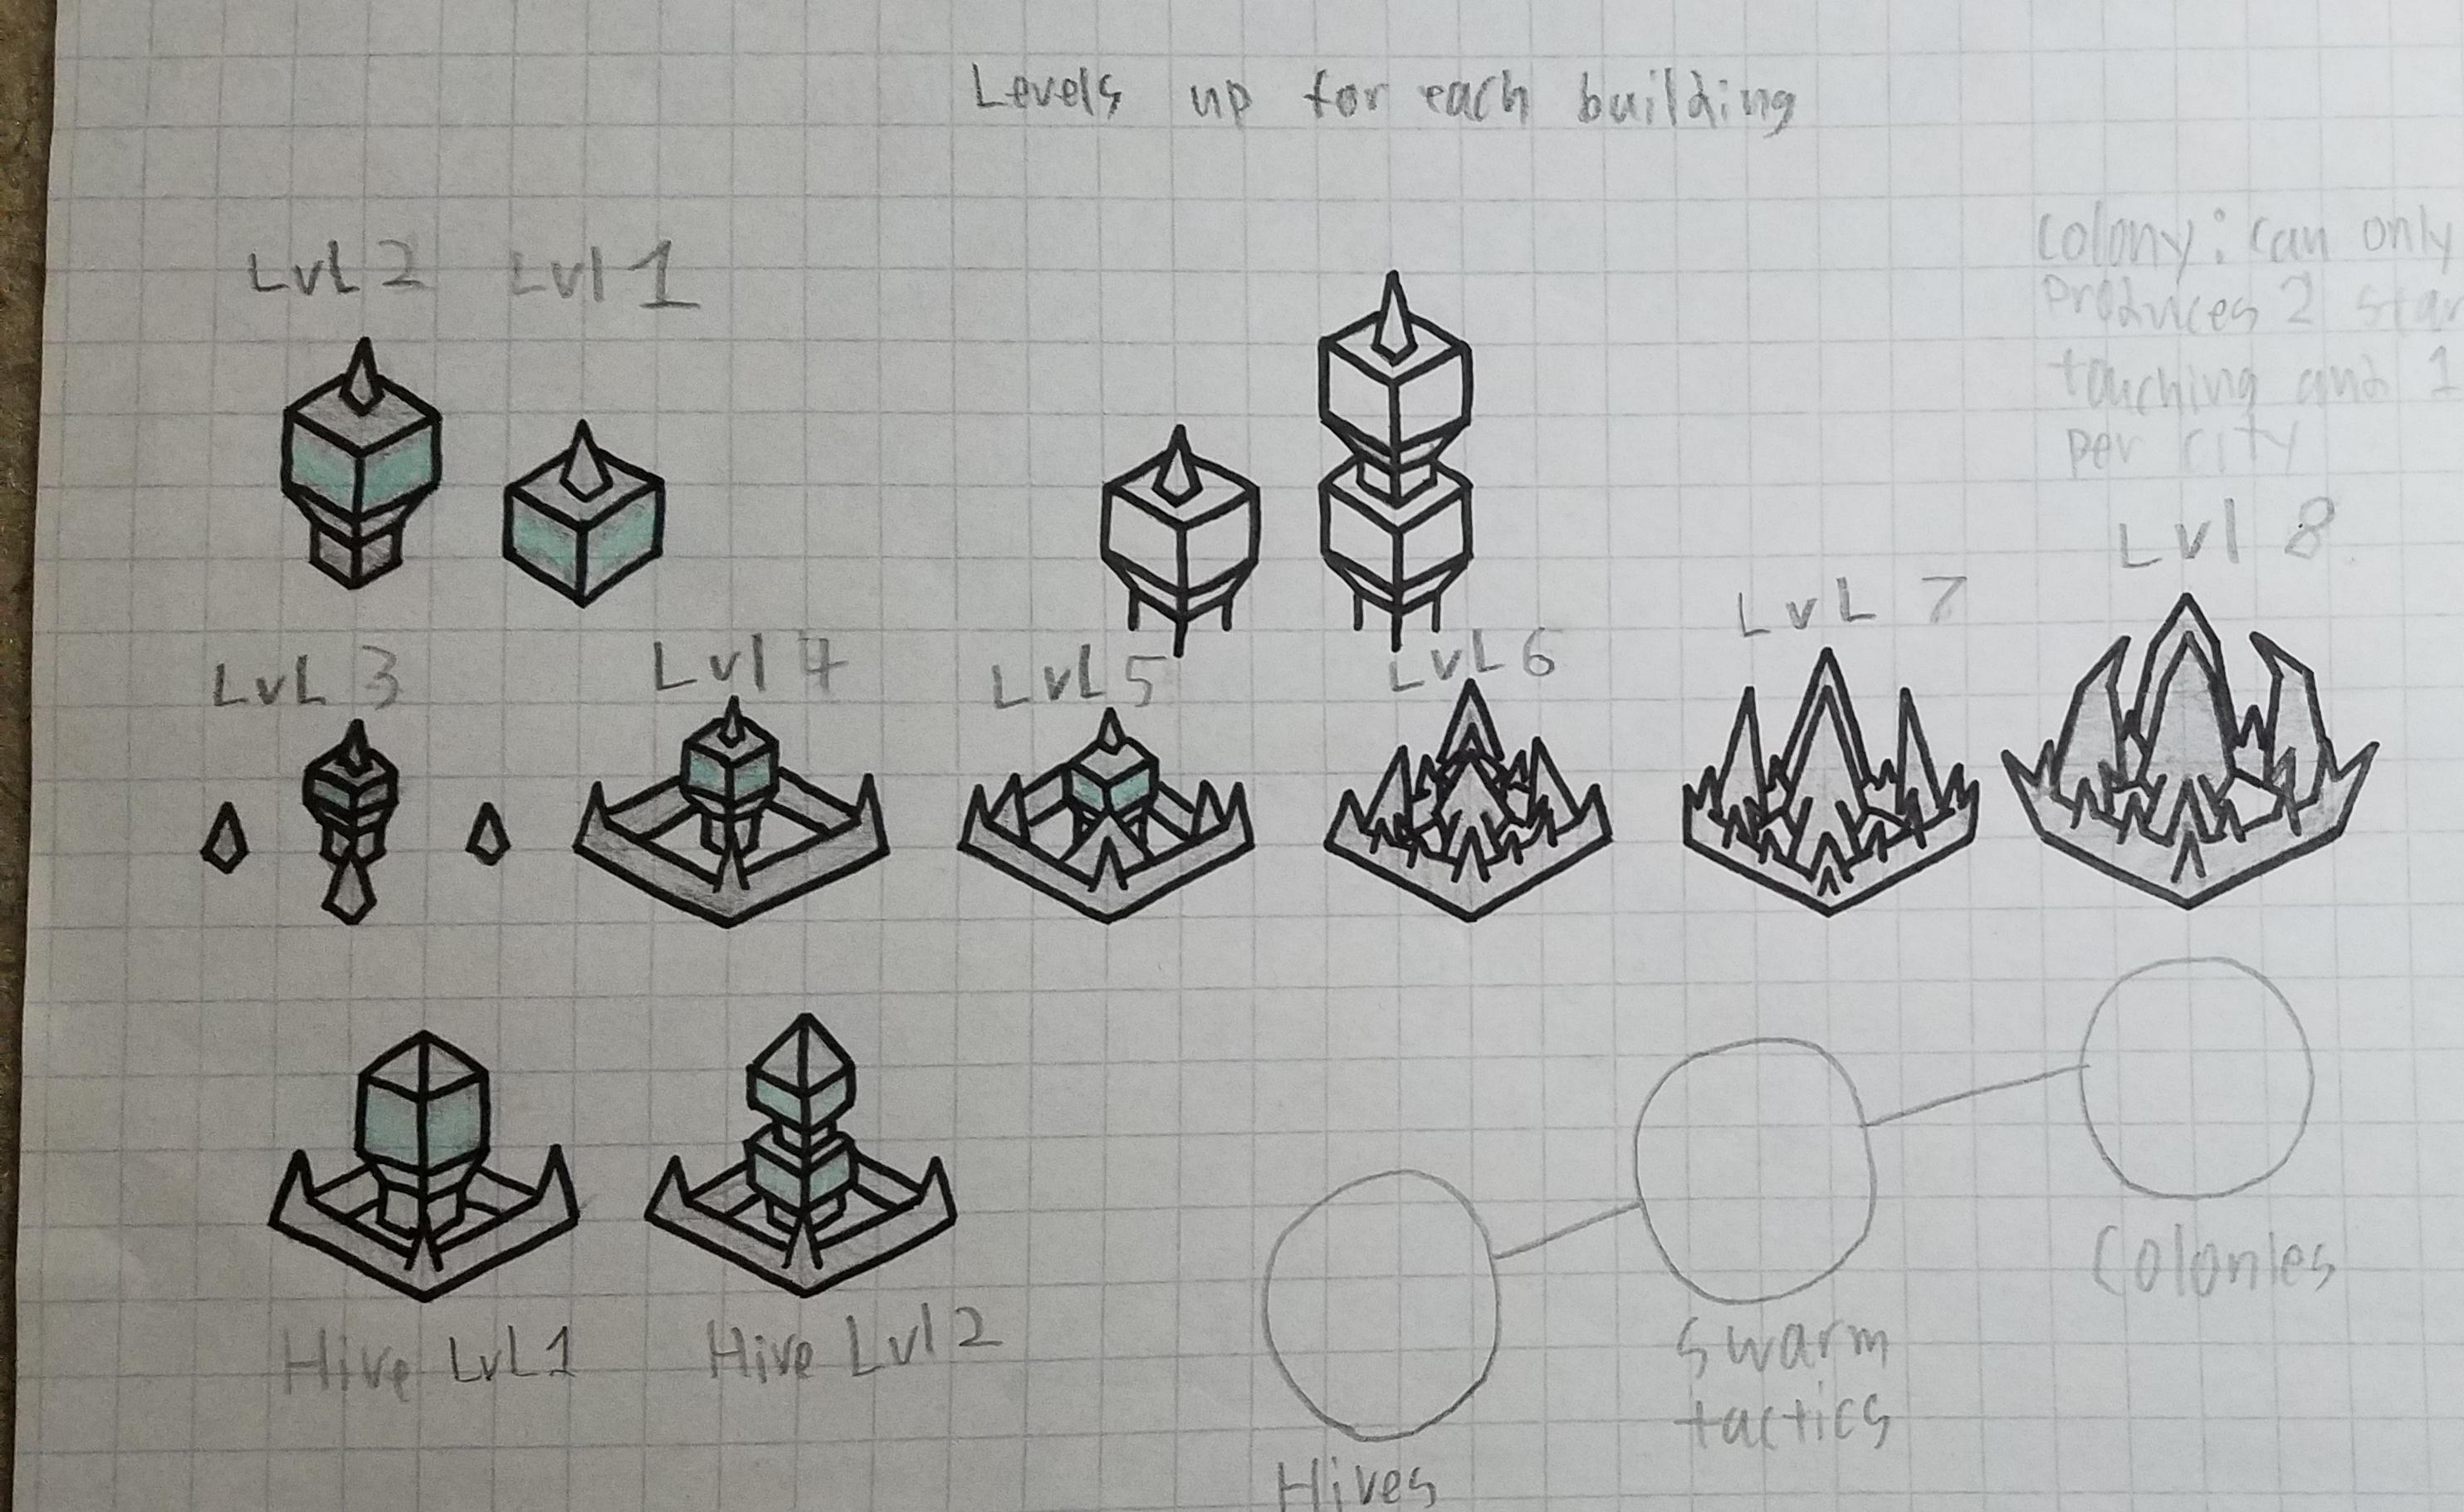 Levels up for each building
Colony: can only
produces 2 star
touching and 1
per city
LvL 2
Lvl 1
LvL 3
Lvl 4
LvL 5
LvL 6
LvL 7
Lvl 8
Hive LvL 1
Hive Lvl 2
Hives
swarm
tactics
Colonies